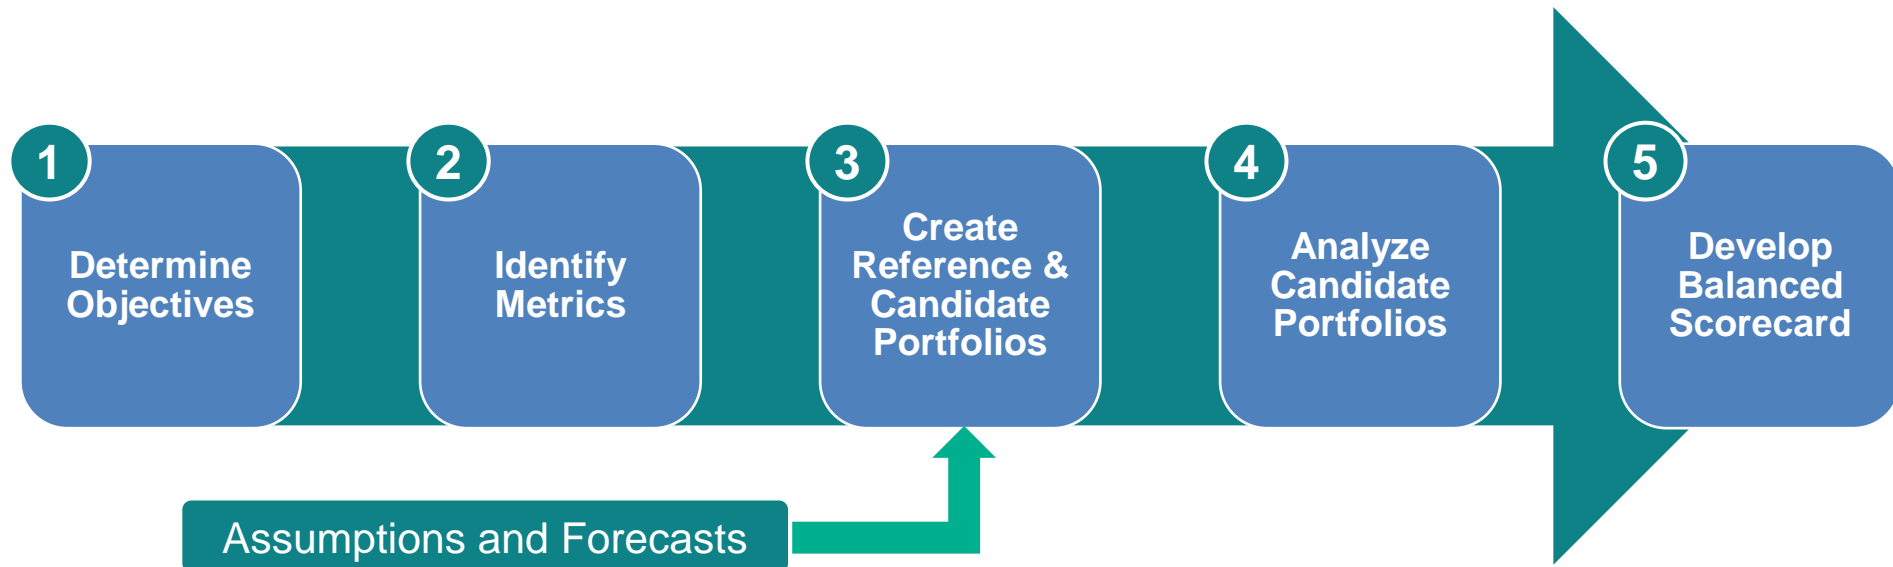 1
Determine
Objectives
2
Identify
Metrics
3
Create
Reference &
Candidate
Portfolios
4
Analyze
Candidate
Portfolios
5
Develop
Balanced
Scorecard
Assumptions and Forecasts